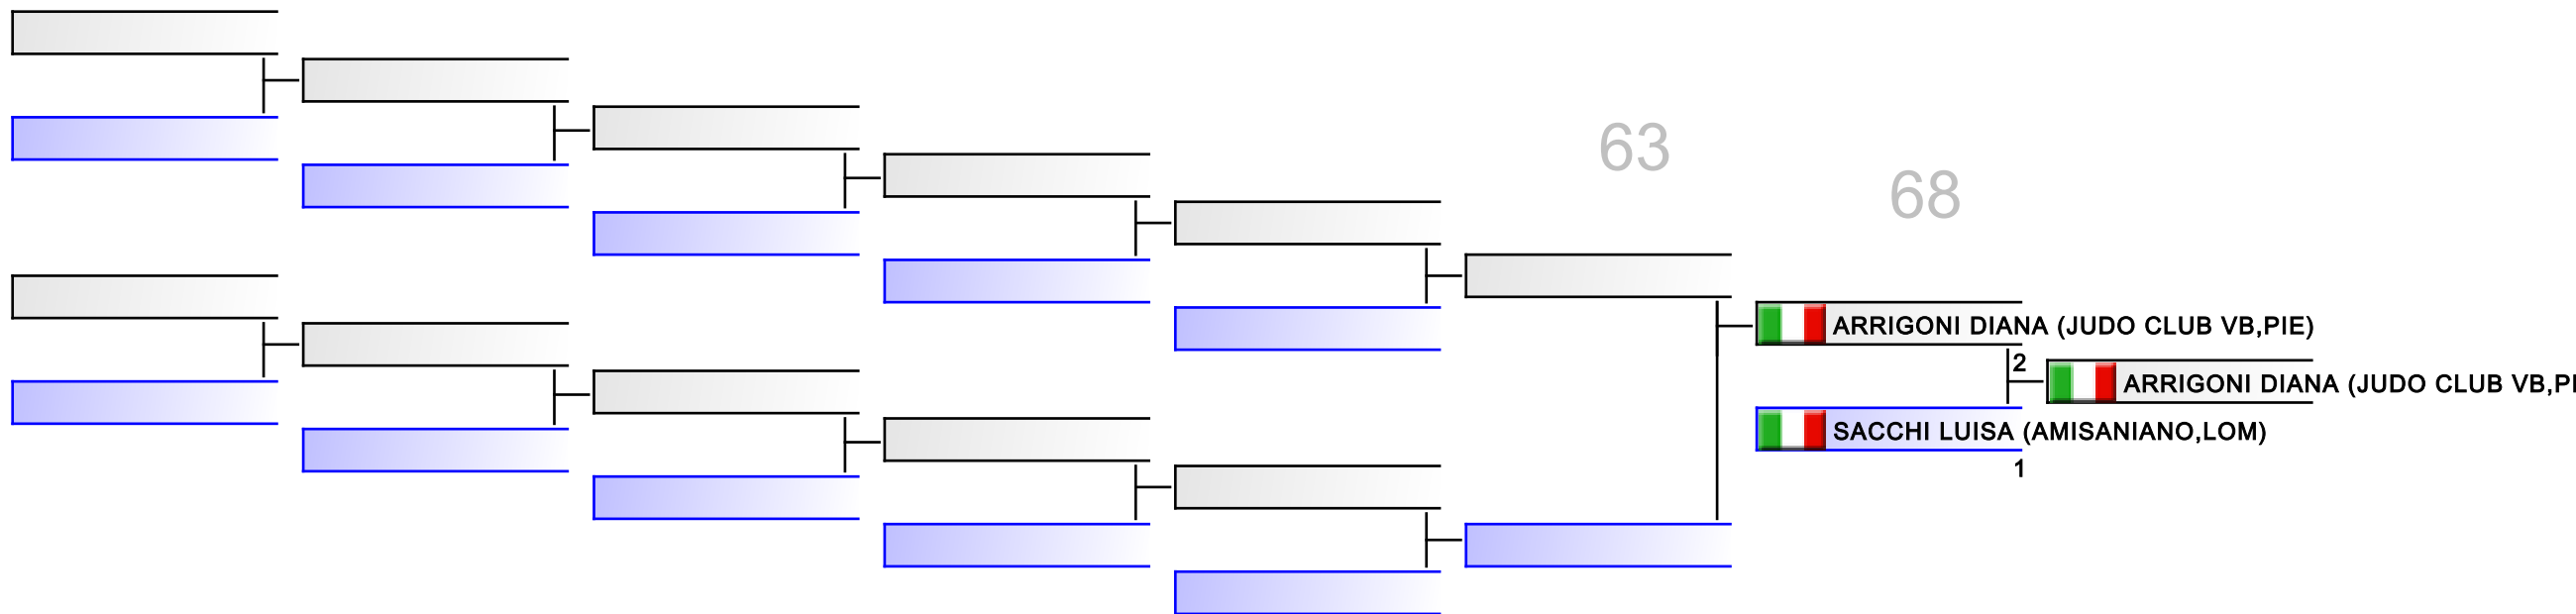 63
68
ARRIGONI DIANA (JUDO CLUB VB,PIE)
2
ARRIGONI DIANA (JUDO CLUB VB,PI
SACCHI LUISA (AMISANIANO,LOM)
1